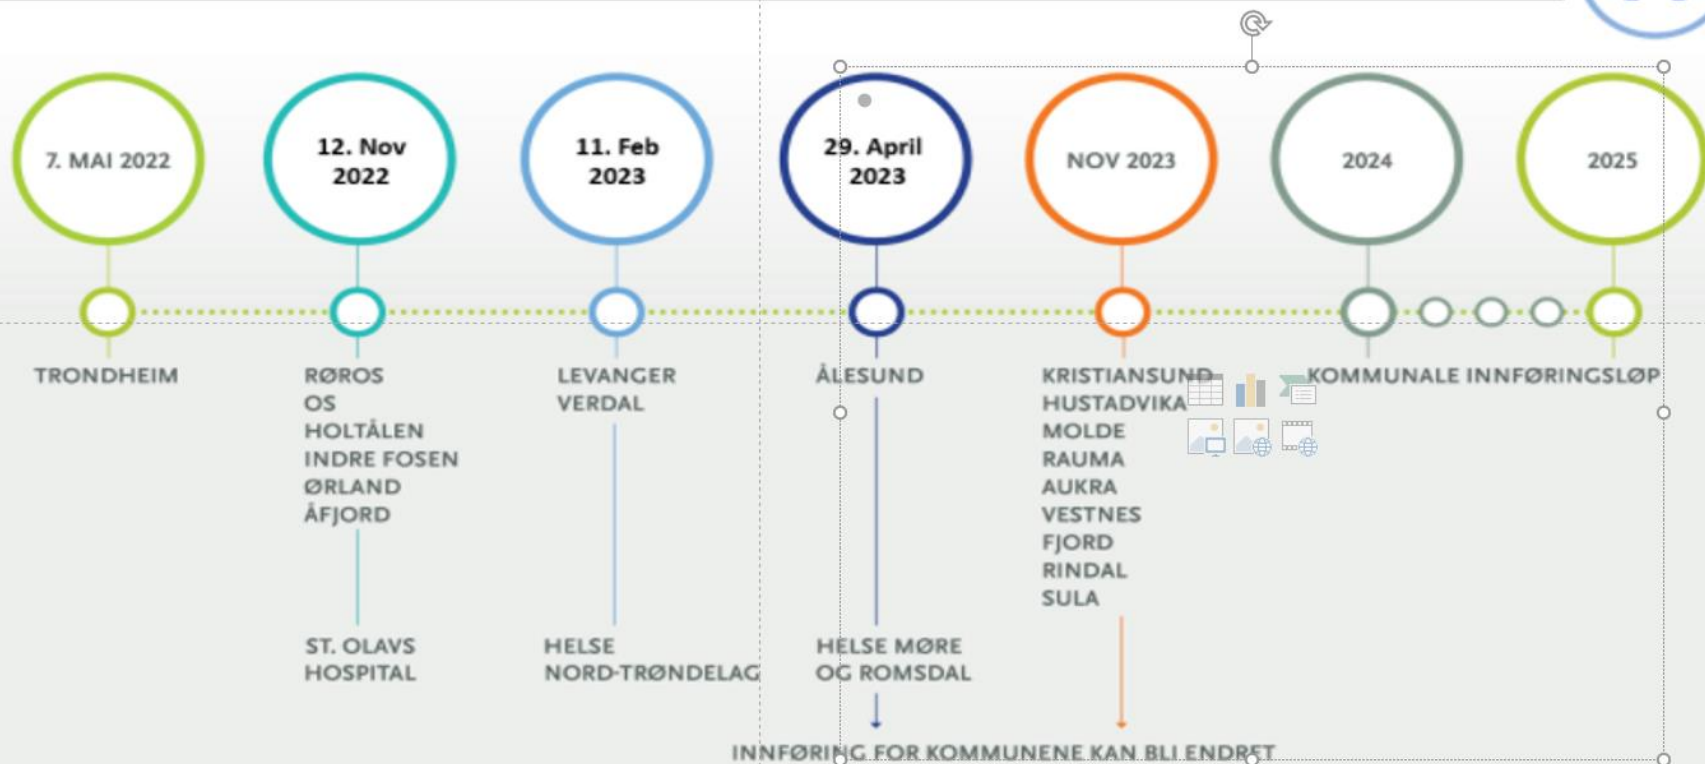 7. MAI 2022
12. Nov
2022
11. Feb
2023
29. April
2023
NOV 2023
2024
2025
TRONDHEIM
RØROS
OS
HOLTÅLEN
INDRE FOSEN
ØRLAND
ÅFJORD
ST. OLAVS
HOSPITAL
LEVANGER
VERDAL
HELSE
NORD-TRØNDELAG
ÅLESUND
HELSE MØRE
OG ROMSDAL
KRISTIANSUND
HUSTADVIKA
MOLDE
RAUMA
AUKRA
VESTNES
FJORD
RINDAL
SULA
KOMMUNALE INNFØRINGSLØP
INNFØRING FOR KOMMUNENE KAN BLI ENDRET